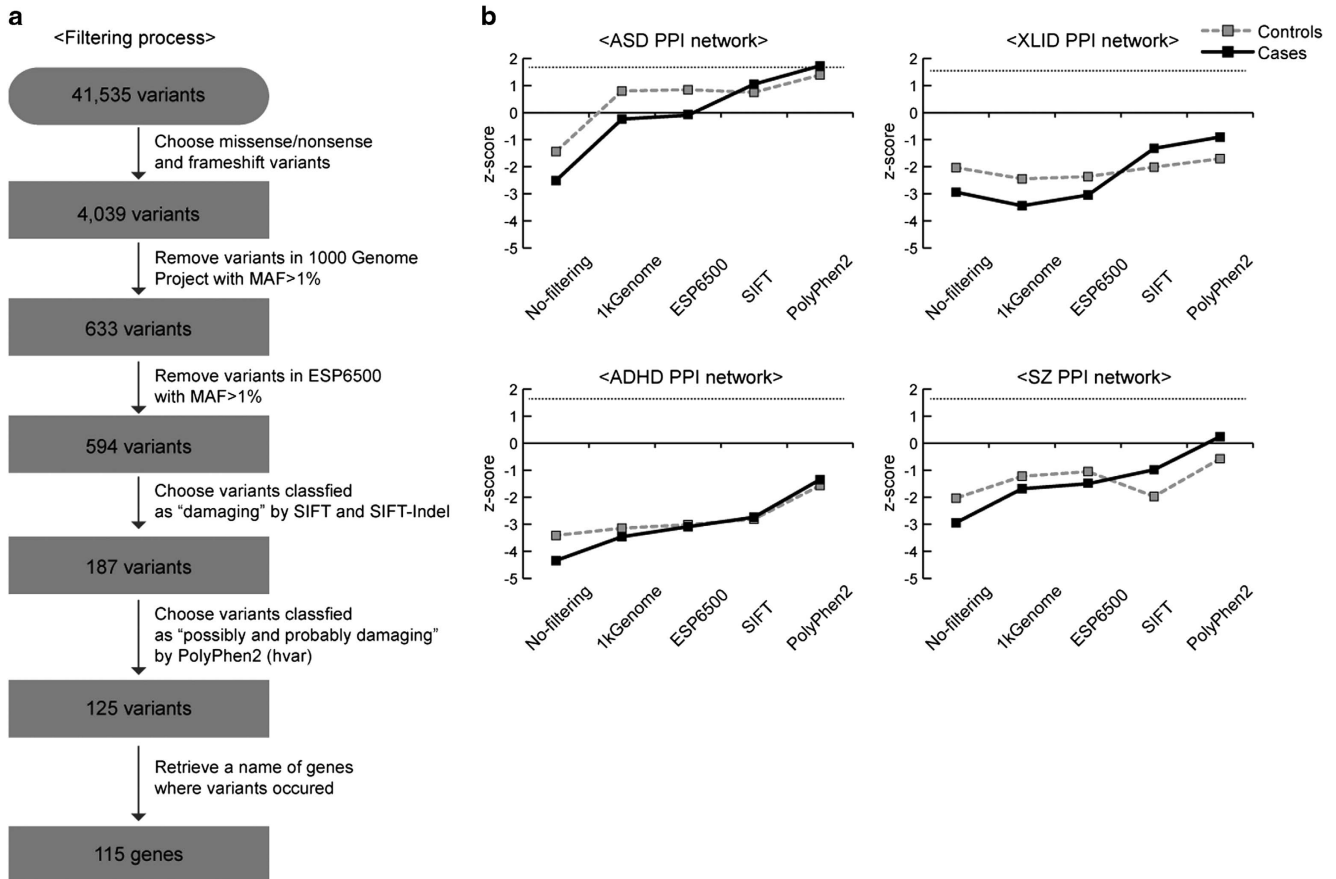 a
<Filtering process>
41,535 variants
Choose missense/nonsense
and frameshift variants
4,039 variants
Remove variants in 1000 Genome
Project with MAF>1%
633 variants
Remove variants in ESP6500
with MAF>1%
594 variants
Choose variants classfied
as “damaging” by SIFT and SIFT-Indel
187 variants
Choose variants classfied
as “possibly and probably damaging”
by PolyPhen2 (hvar)
125 variants
Retrieve a name of genes
where variants occured
115 genes
b
Controls
Cases
<ASD PPI network>
z-score
2
1
0
-1
-2
-3
-4
-5
No-filtering
1kGenome
ESP6500
SIFT
PolyPhen2
<XLID PPI network>
z-score
2
1
0
-1
-2
-3
-4
-5
No-filtering
1kGenome
ESP6500
SIFT
PolyPhen2
<ADHD PPI network>
z-score
2
1
0
-1
-2
-3
-4
-5
No-filtering
1kGenome
ESP6500
SIFT
PolyPhen2
<SZ PPI network>
z-score
2
1
0
-1
-2
-3
-4
-5
No-filtering
1kGenome
ESP6500
SIFT
PolyPhen2